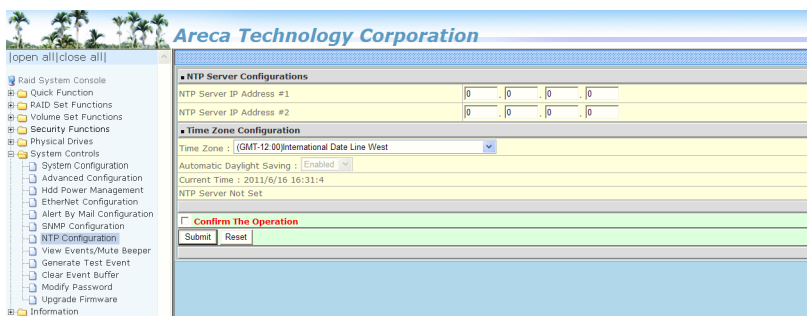 Areca Technology Corporation
|open all|close all|
Raid System Console
Quick Function
RAID Set Functions
Volume Set Functions
Security Functions
Physical Drives
System Controls
System Configuration
Advanced Configuration
Hdd Power Management
EtherNet Configuration
Alert By Mail Configuration
SNMP Configuration
NTP Configuration
View Events/Mute Beeper
Generate Test Event
Clear Event Buffer
Modify Password
Upgrade Firmware
Information
NTP Server Configurations
NTP Server IP Address #1 0 . 0 . 0 . 0
NTP Server IP Address #2 0 . 0 . 0 . 0
Time Zone Configuration
Time Zone : (GMT-12:00)International Date Line West
Automatic Daylight Saving : Enabled
Current Time : 2011/6/16 16:31:4
NTP Server Not Set
Confirm The Operation
Submit Reset